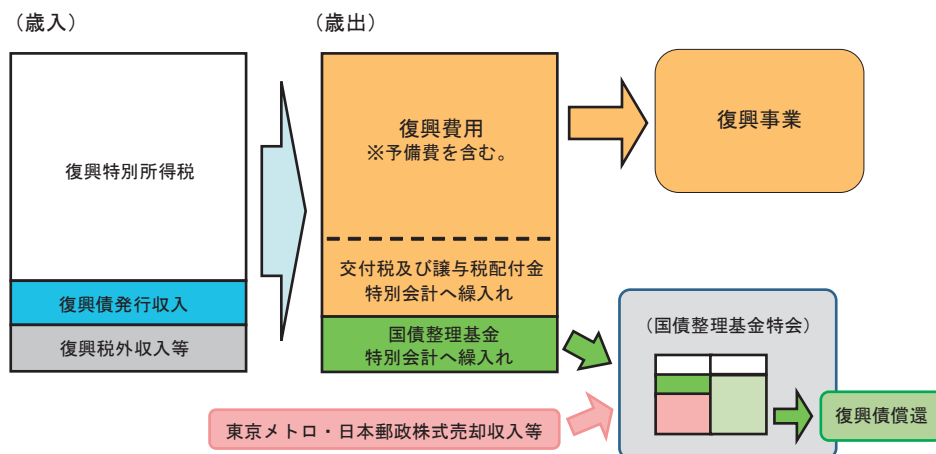 （歳入）
（歳出）
復興特別所得税
復興債発行収入
復興税外収入等
復興費用
※予備費を含む。
交付税及び譲与税配付金
特別会計へ繰入れ
国債整理基金
特別会計へ繰入れ
復興事業
（国債整理基金特会）
復興債償還
東京メトロ・日本郵政株式売却収入等